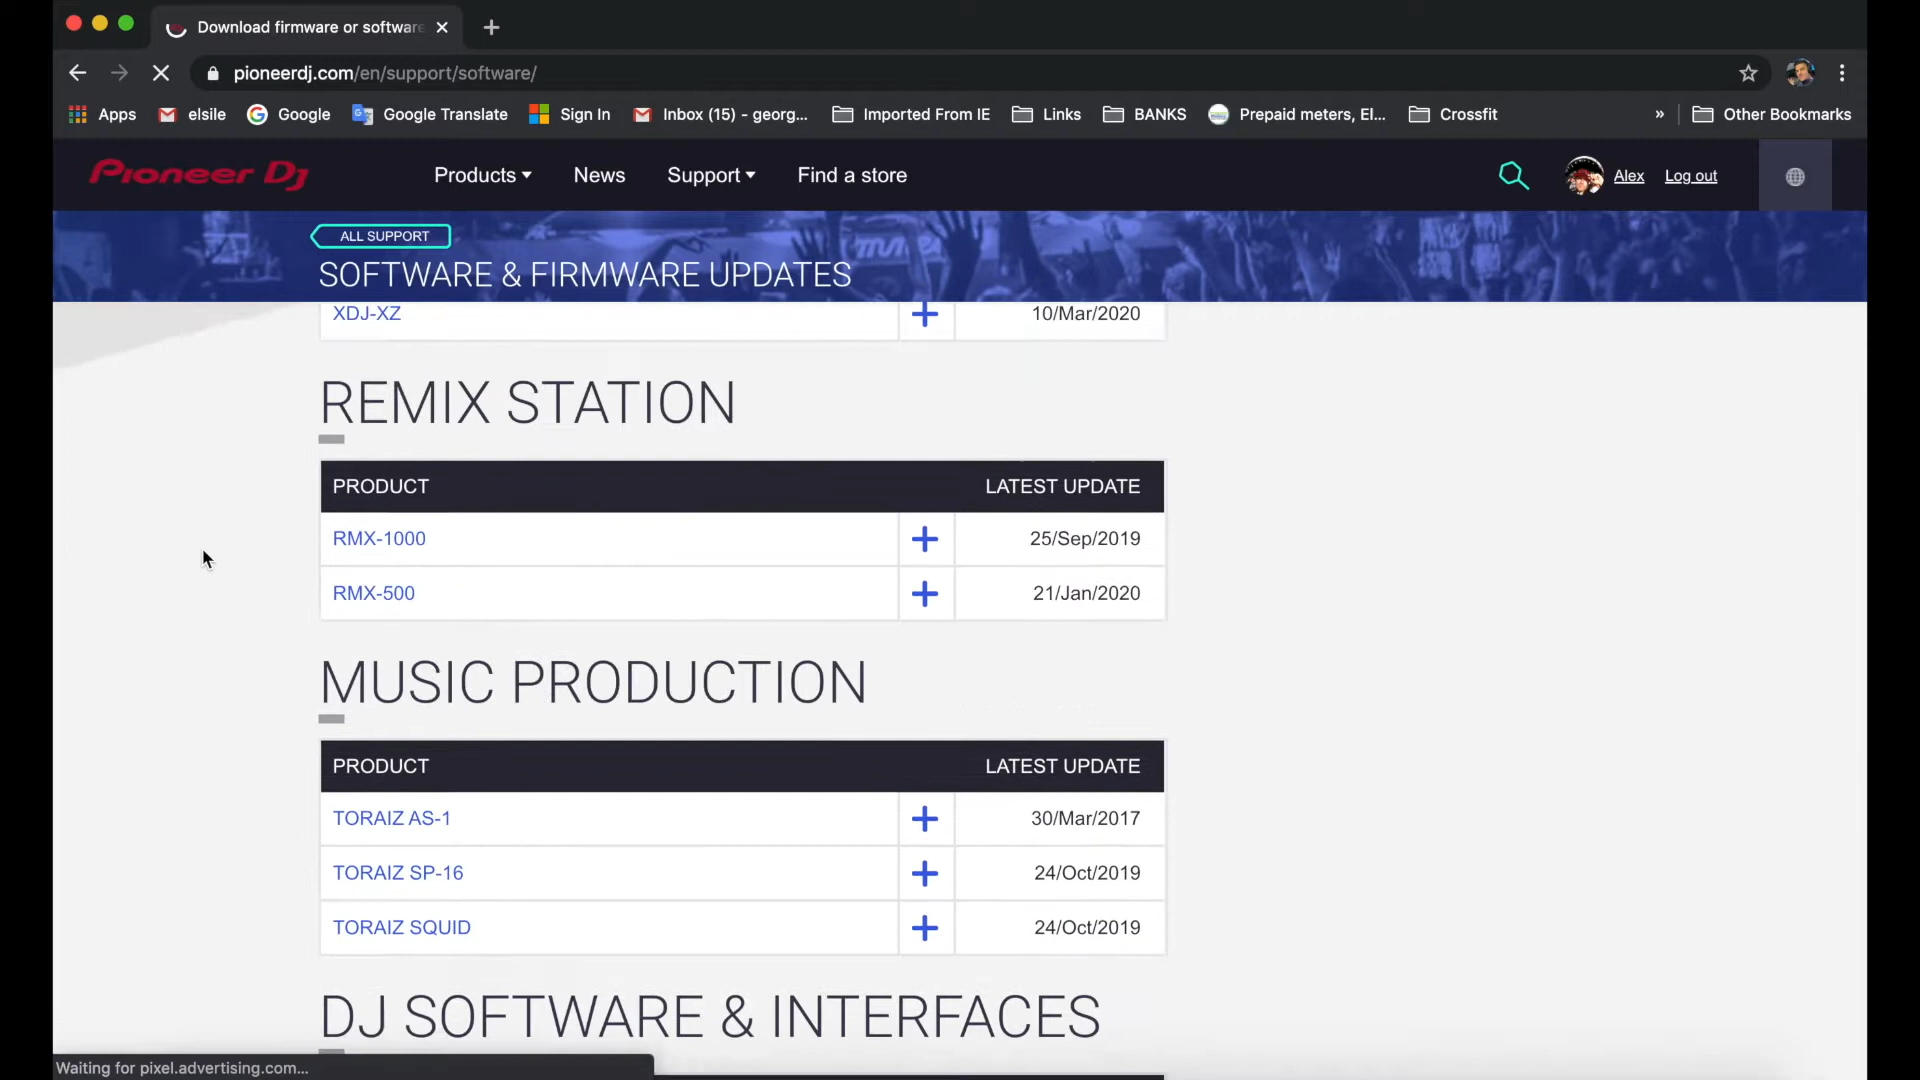 Download firmware or software
pioneerdj.com/en/support/software/
Apps elsile Google Google Translate Sign In Inbox (15) - georg... Imported From IE Links BANKS Prepaid meters, El... Crossfit » Other Bookmarks
Pioneer Dj Products News Support Find a store Alex Log out
ALL SUPPORT
SOFTWARE & FIRMWARE UPDATES
XDJ-XZ + 10/Mar/2020
REMIX STATION
PRODUCT LATEST UPDATE
RMX-1000 + 25/Sep/2019
RMX-500 + 21/Jan/2020
MUSIC PRODUCTION
PRODUCT LATEST UPDATE
TORAIZ AS-1 + 30/Mar/2017
TORAIZ SP-16 + 24/Oct/2019
TORAIZ SQUID + 24/Oct/2019
DJ SOFTWARE & INTERFACES
Waiting for pixel.advertising.com...